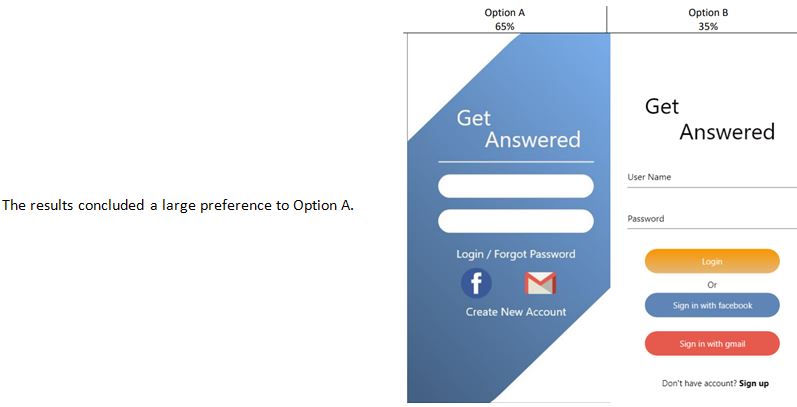 The results concluded a large preference to Option A.
Option A
65%
Option B
35%
Get
Answered
Login / Forgot Password
f
Create New Account
Get
Answered
User Name
Password
Login
Or
Sign in with facebook
Sign in with gmail
Don't have account? Sign up